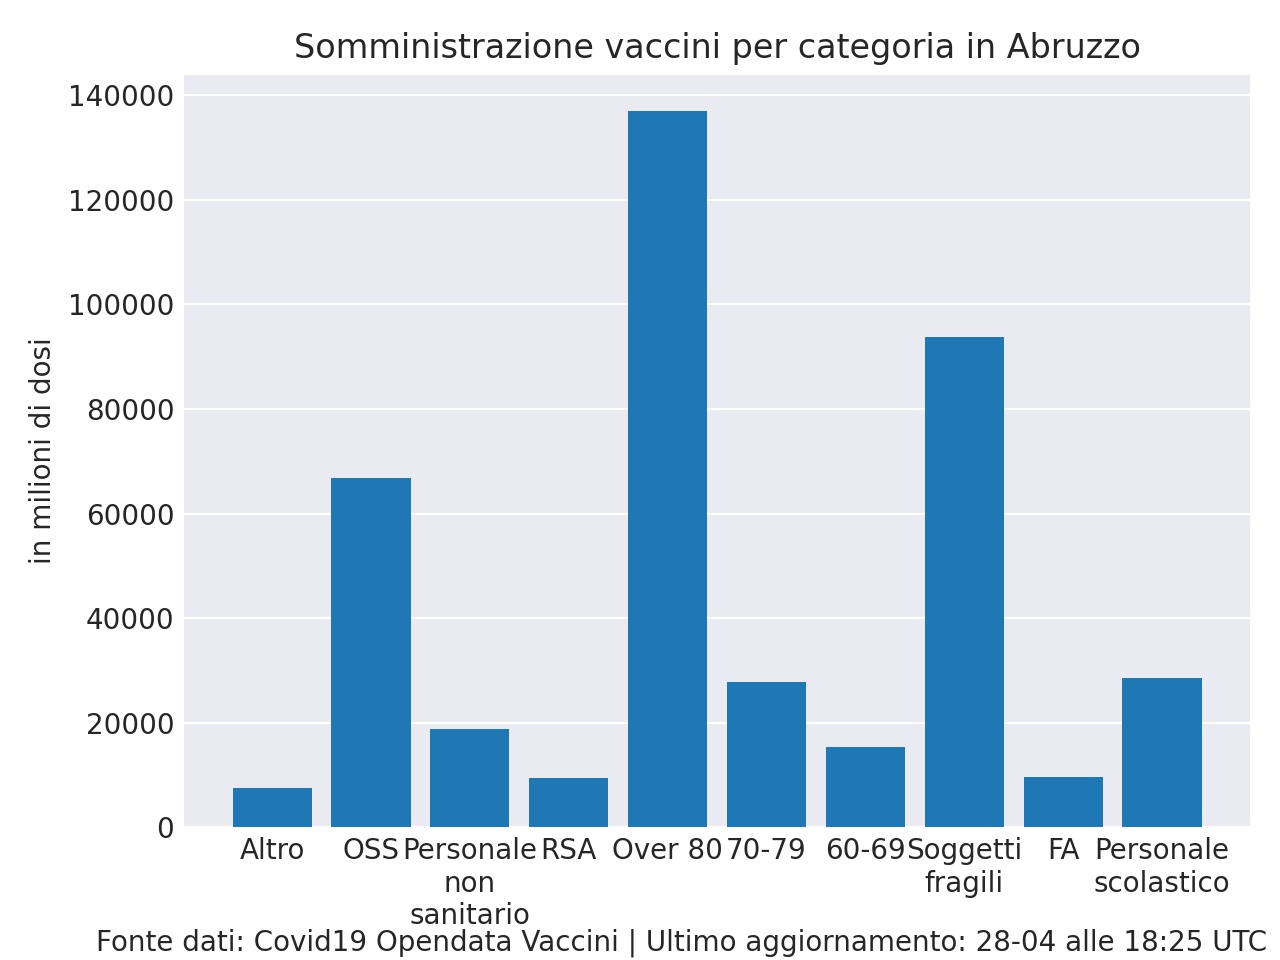 Somministrazione vaccini per categoria in Abruzzo
in milioni di dosi
140000
120000
100000
80000
60000
40000
20000
0
Altro
OSS
Personale
non
sanitario
RSA
Over 80
70-79
60-69
Soggetti
fragili
FA
Personale
scolastico
Fonte dati: Covid19 Opendata Vaccini | Ultimo aggiornamento: 28-04 alle 18:25 UTC